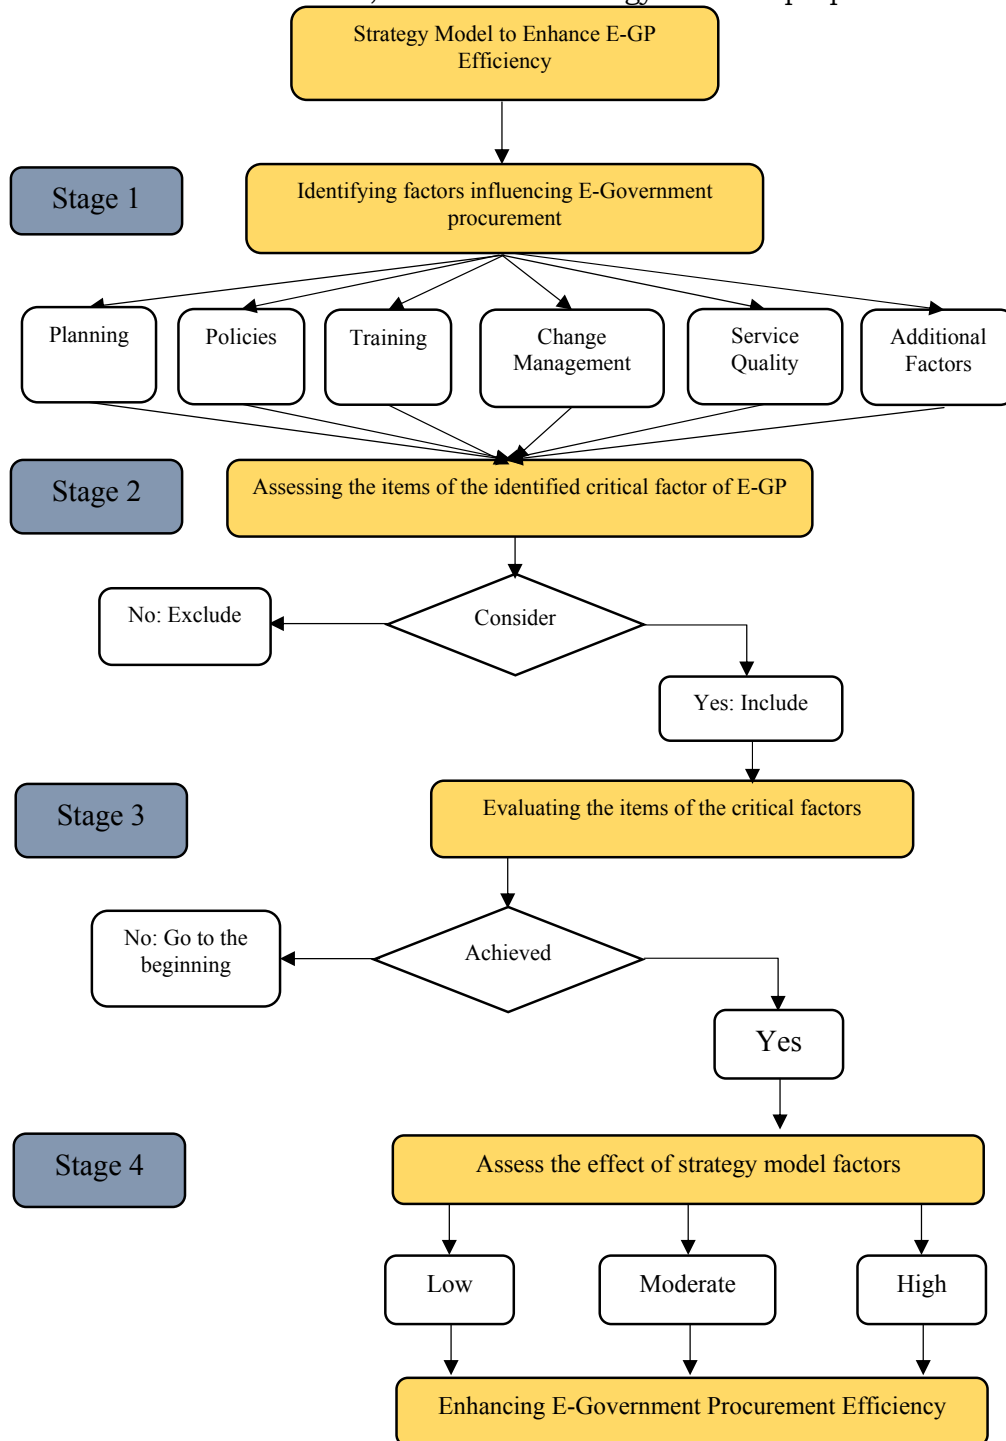 Strategy Model to Enhance E-GP
Efficiency
Stage 1
Identifying factors influencing E-Government
procurement
Planning
Policies
Training
Change
Management
Service
Quality
Additional
Factors
Stage 2
Assessing the items of the identified critical factor of E-GP
No: Exclude
Consider
Yes: Include
Stage 3
Evaluating the items of the critical factors
No: Go to the
beginning
Achieved
Yes
Stage 4
Assess the effect of strategy model factors
Low
Moderate
High
Enhancing E-Government Procurement Efficiency